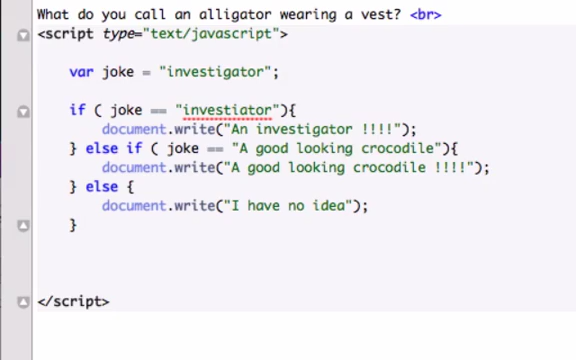 What do you call an alligator wearing a vest? <br>
<script type="text/javascript">
var joke = "investigator";
if ( joke == "investiator"){
document.write("An investigator !!!!");
} else if ( joke == "A good looking crocodile"){
document.write("A good looking crocodile !!!!");
} else {
document.write("I have no idea");
}
</script>